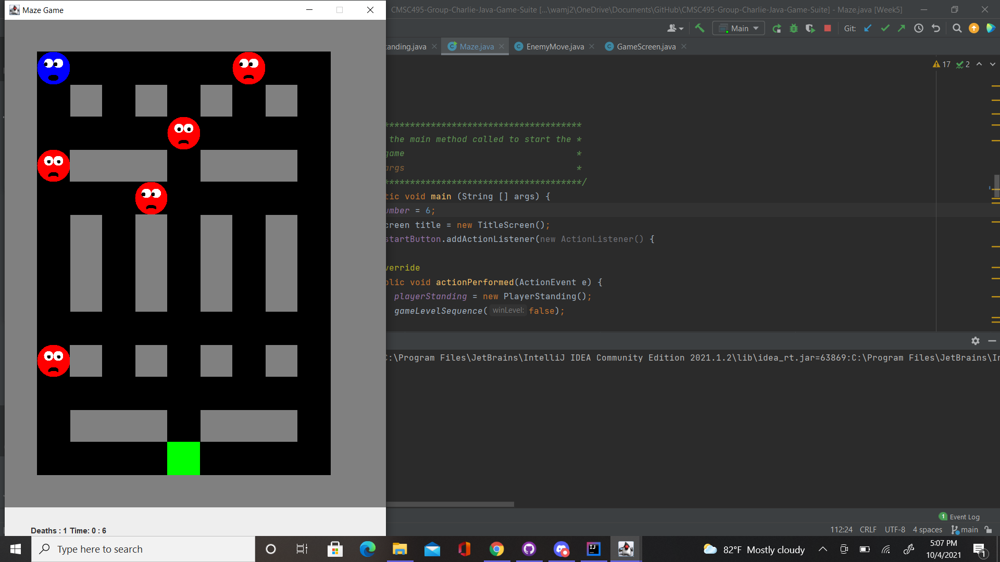 Maze Game
CMSC495-Group-Charlie-Java-Game-Suite [...\wamj2\OneDrive\Documents\GitHub\CMSC495-Group-Charlie-Java-Game-Suite] - Maze.java [Week5]
Main
Git:
tanding.java
Maze.java
EnemyMove.java
GameScreen.java
17
2
*************************************
the main method called to start the *
game *
args *
**************************************/
tic void main (String [] args) {
umber = 6;
creen title = new TitleScreen();
startButton.addActionListener(new ActionListener() {
verride
blic void actionPerformed(ActionEvent e) {
playerStanding = new PlayerStanding();
gameLevelSequence( winLevel: false);
C:\Program Files\JetBrains\IntelliJ IDEA Community Edition 2021.1.2\lib\idea_rt.jar=63869:C:\Program Files\JetBrains\In
1 Event Log
Deaths : 1 Time: 0 : 6
112:24 CRLF UTF-8 4 spaces main
Type here to search
IJ
82°F Mostly cloudy
5:07 PM
10/4/2021
1